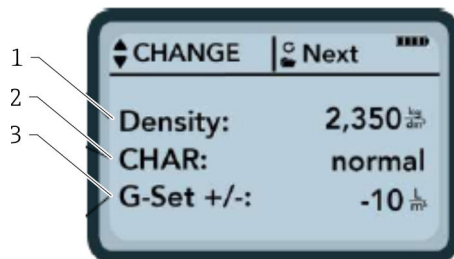 CHANGE Next
1 Density: 2,350 kg/dm³
2 CHAR: normal
3 G-Set +/-: -10 L/m³